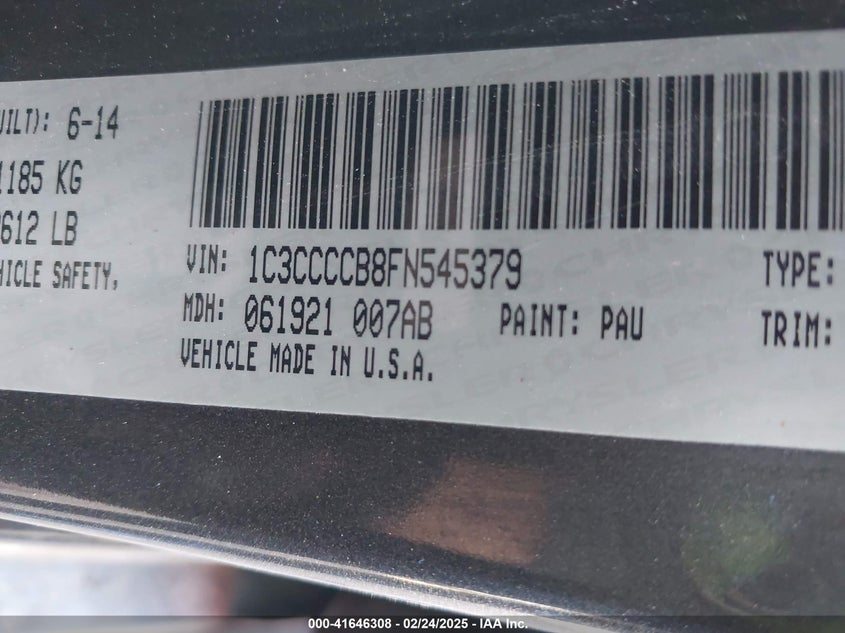 UILT): 6-14
1185 KG
612 LB
HICLE SAFETY,
VIN: 1C3CCCCB8FN545379
TYPE:
MDH: 061921 007AB
PAINT: PAU
TRIM:
VEHICLE MADE IN U.S.A.
000-41646308 - 02/24/2025 - IAA Inc.